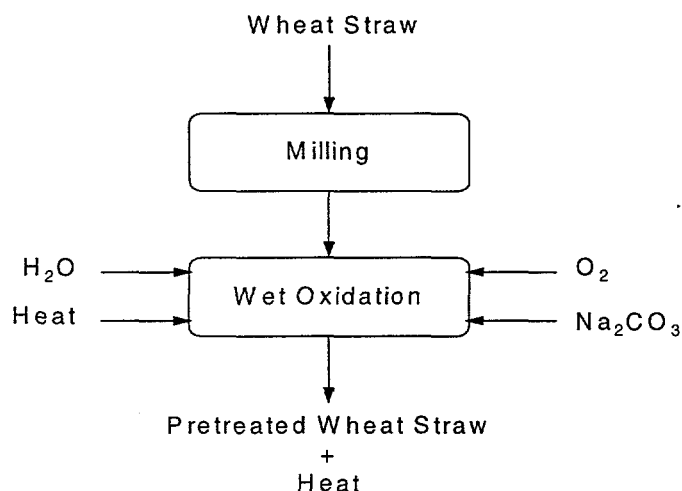 Wheat Straw
Milling
H₂O
Heat
Wet Oxidation
O₂
Na₂CO₃
Pretreated Wheat Straw
+
Heat